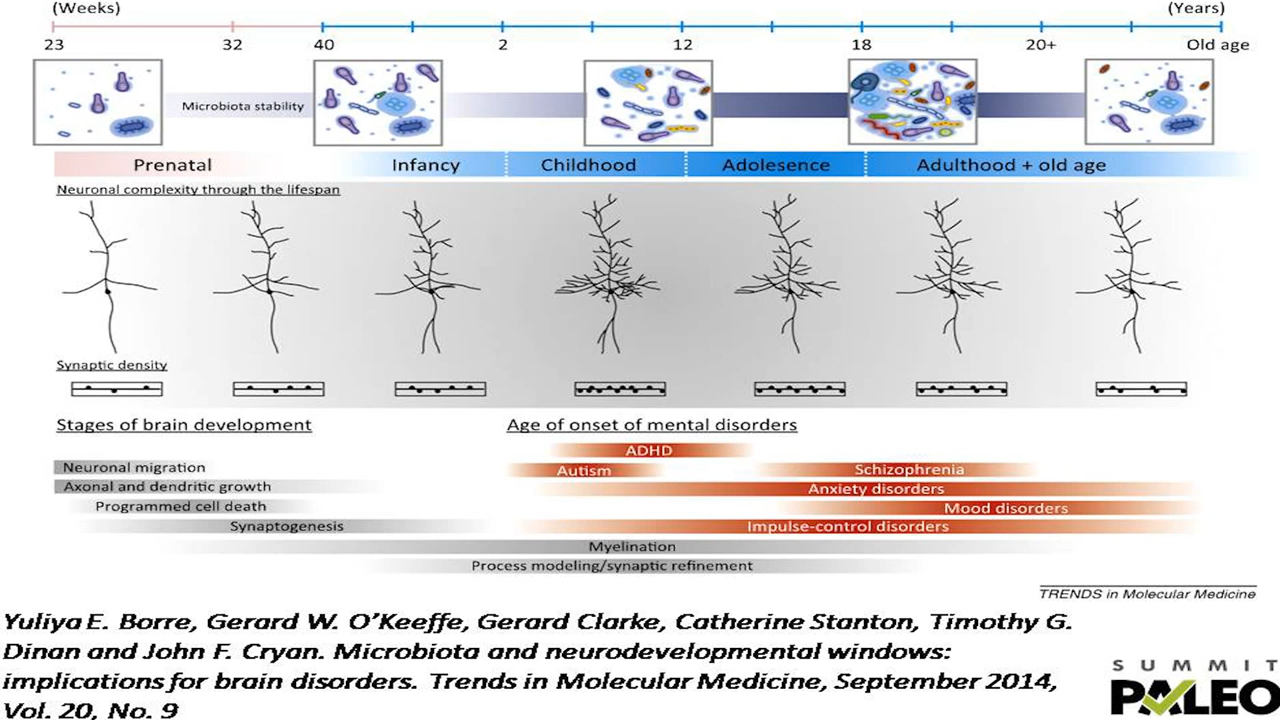 (Weeks) (Years)
23 32 40 2 12 18 20+ Old age
Microbiota stability
Prenatal Infancy Childhood Adolesence Adulthood + old age
Neuronal complexity through the lifespan
Synaptic density
Stages of brain development
Neuronal migration
Axonal and dendritic growth
Programmed cell death
Synaptogenesis
Age of onset of mental disorders
ADHD
Autism Schizophrenia
Anxiety disorders
Mood disorders
Impulse-control disorders
Myelination
Process modeling/synaptic refinement
TRENDS in Molecular Medicine
Yuliya E. Borre, Gerard W. O’Keeffe, Gerard Clarke, Catherine Stanton, Timothy G.
Dinan and John F. Cryan. Microbiota and neurodevelopmental windows:
implications for brain disorders. Trends in Molecular Medicine, September 2014,
Vol. 20, No. 9
SUMMIT
PALEO